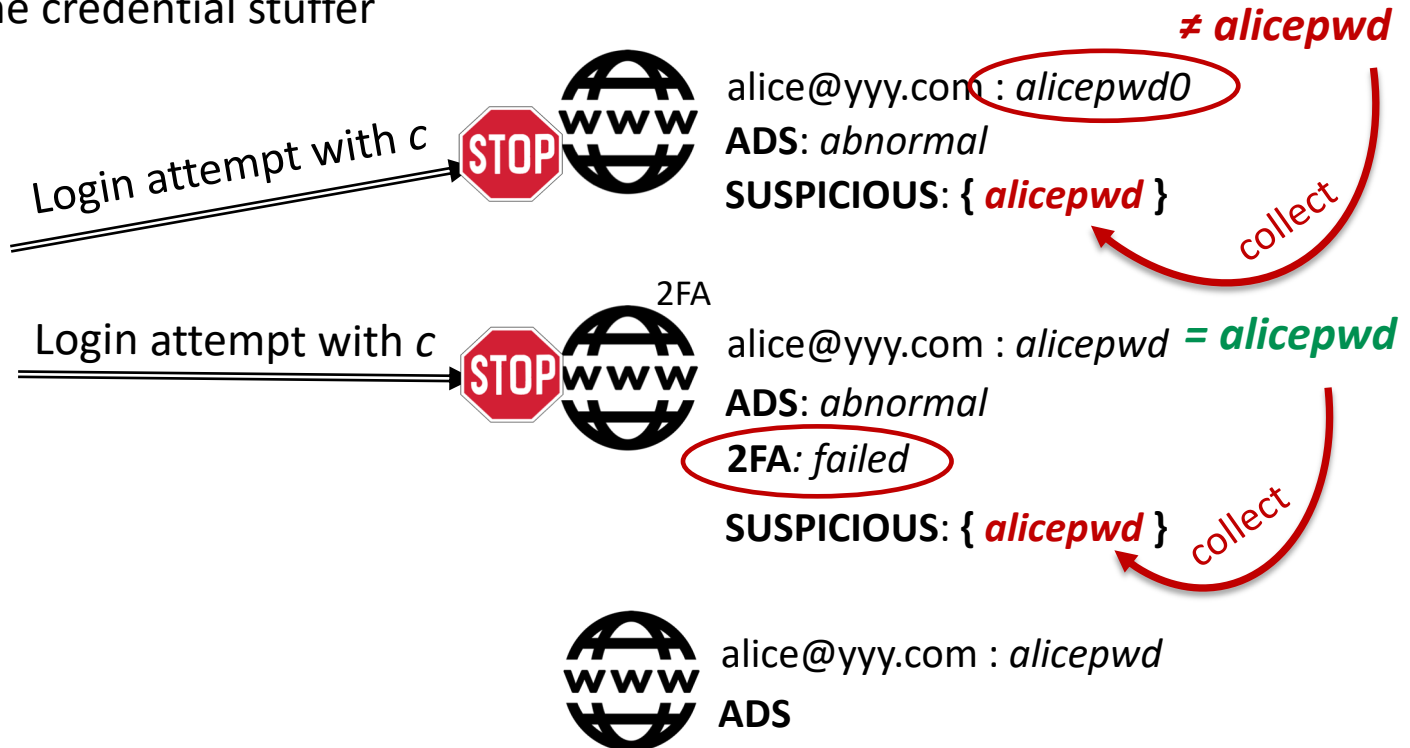 ne credential stuffer
≠ alicepwd
alice@yyy.com : alicepwd0
Login attempt with c
STOP
WWW
ADS: abnormal
SUSPICIOUS: { alicepwd }
collect
2FA
Login attempt with c
STOP
WWW
alice@yyy.com : alicepwd = alicepwd
ADS: abnormal
2FA: failed
SUSPICIOUS: { alicepwd }
collect
WWW
alice@yyy.com : alicepwd
ADS